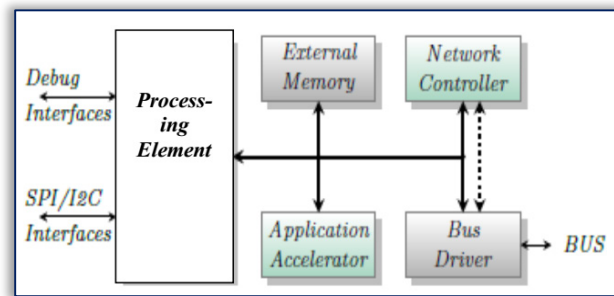 Debug
Interfaces
SPI/I2C
Interfaces
Process-
ing
Element
External
Memory
Network
Controller
Application
Accelerator
Bus
Driver
BUS